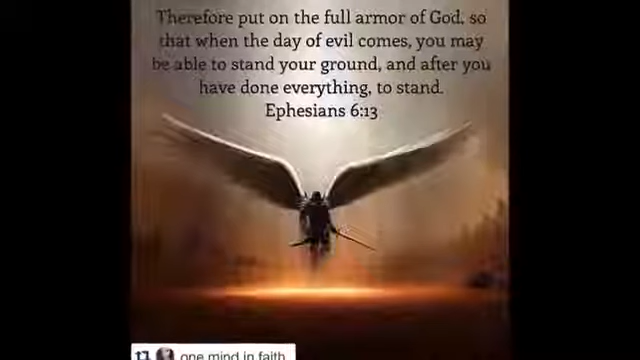 Therefore put on the full armor of God, so
that when the day of evil comes, you may
be able to stand your ground, and after you
have done everything, to stand.
Ephesians 6:13
one mind in faith